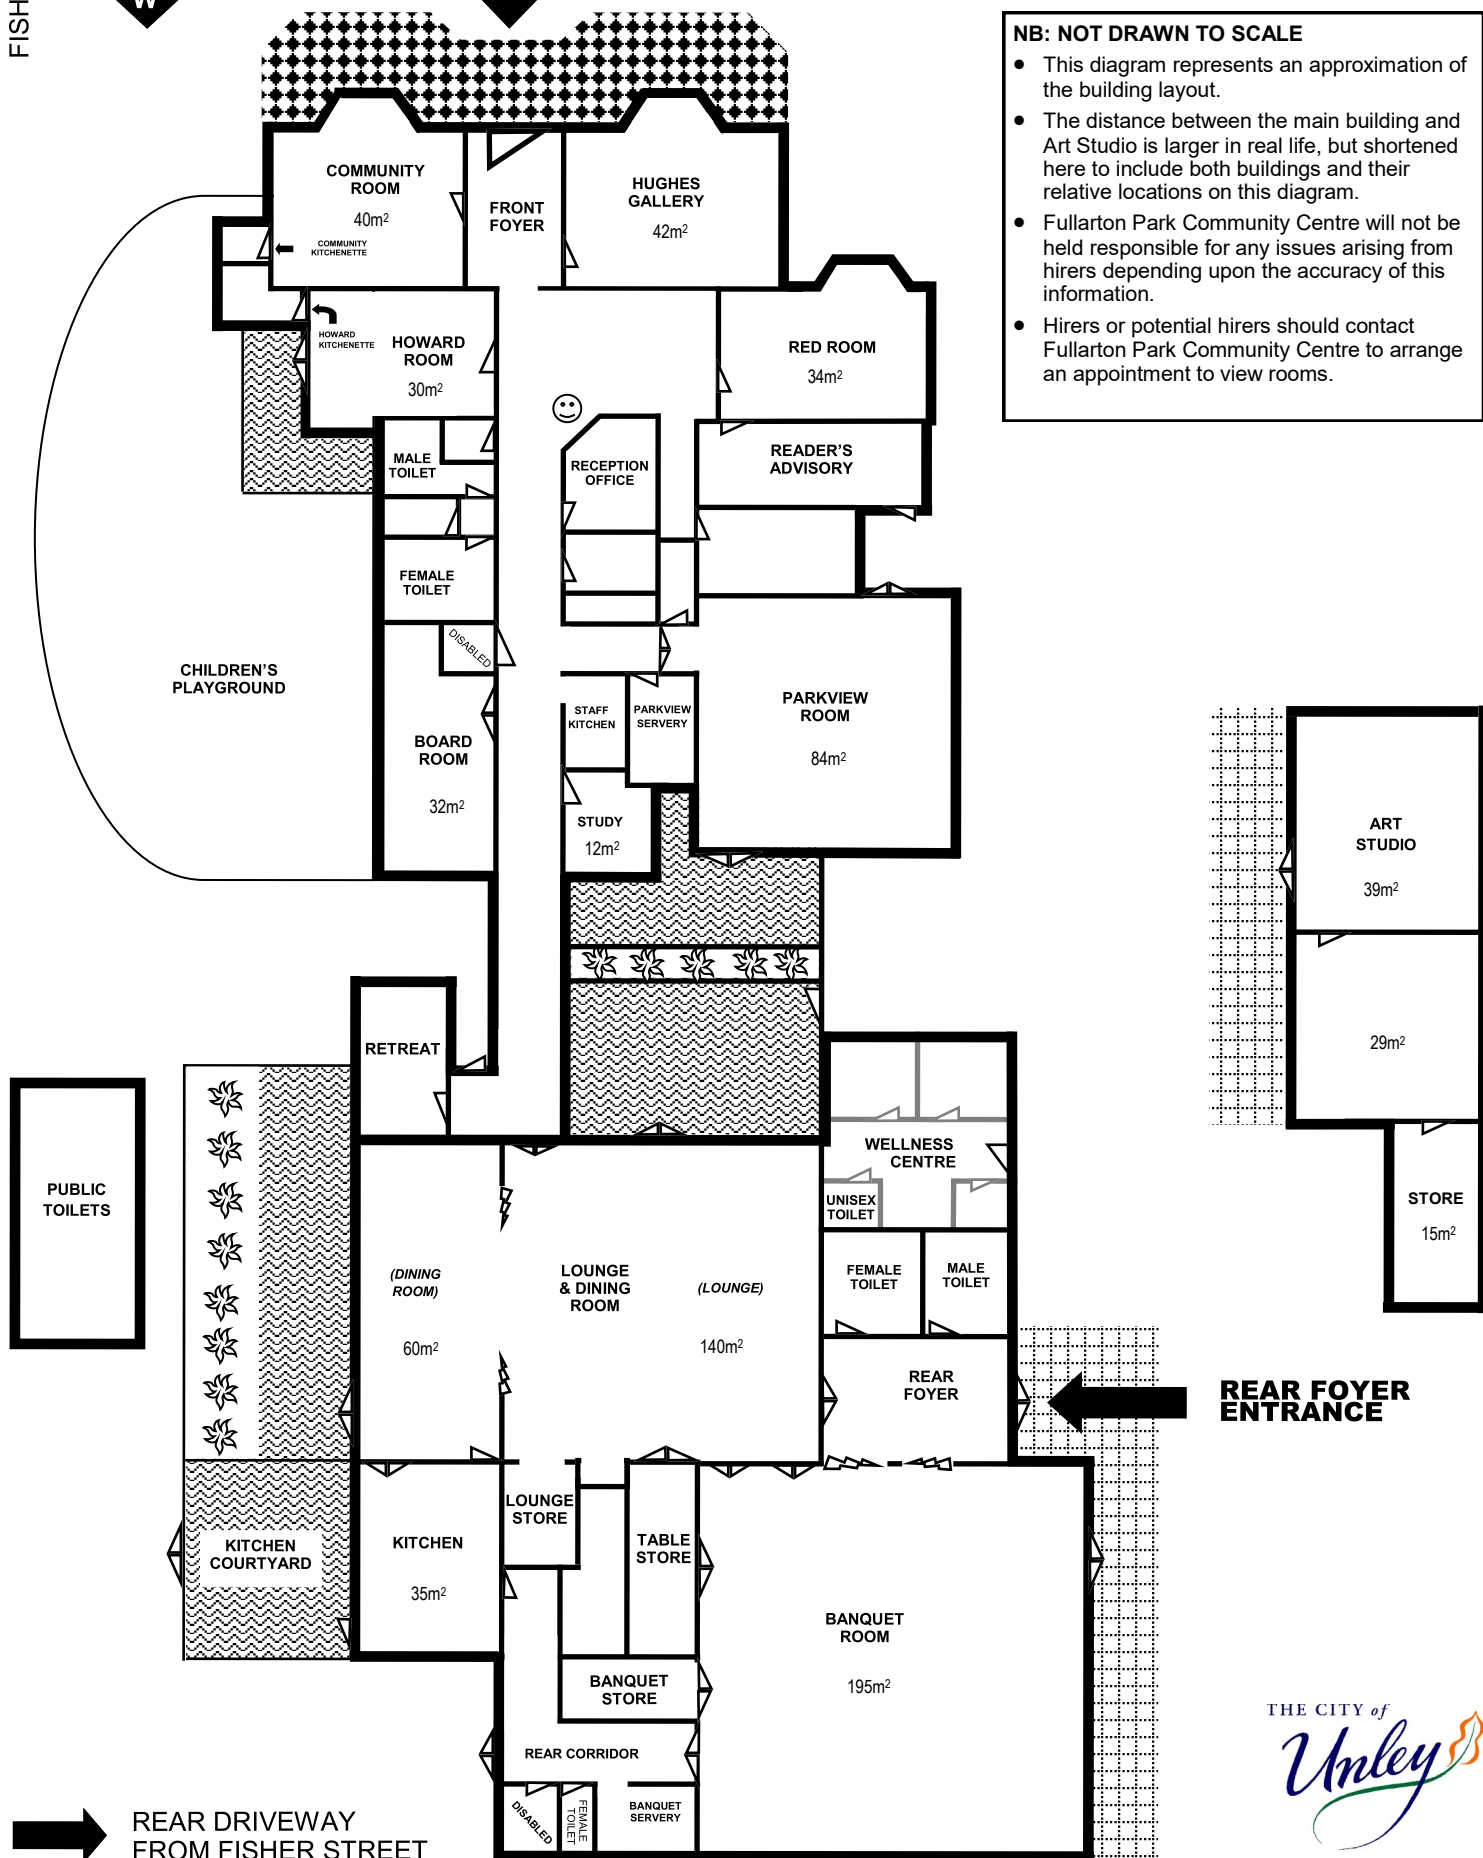 FISH
W
NB: NOT DRAWN TO SCALE
• This diagram represents an approximation of
the building layout.
• The distance between the main building and
Art Studio is larger in real life, but shortened
here to include both buildings and their
relative locations on this diagram.
• Fullarton Park Community Centre will not be
held responsible for any issues arising from
hirers depending upon the accuracy of this
information.
• Hirers or potential hirers should contact
Fullarton Park Community Centre to arrange
an appointment to view rooms.
COMMUNITY
ROOM
40m²
COMMUNITY
KITCHENETTE
FRONT
FOYER
HUGHES
GALLERY
42m²
HOWARD
KITCHENETTE
HOWARD
ROOM
30m²
RED ROOM
34m²
MALE
TOILET
RECEPTION
OFFICE
READER'S
ADVISORY
FEMALE
TOILET
DISABLED
CHILDREN'S
PLAYGROUND
BOARD
ROOM
32m²
STAFF
KITCHEN
PARKVIEW
SERVERY
PARKVIEW
ROOM
84m²
STUDY
12m²
ART
STUDIO
39m²
29m²
STORE
15m²
RETREAT
PUBLIC
TOILETS
WELLNESS
CENTRE
UNISEX
TOILET
FEMALE
TOILET
MALE
TOILET
(DINING
ROOM)
60m²
LOUNGE
& DINING
ROOM
(LOUNGE)
140m²
REAR
FOYER
REAR FOYER
ENTRANCE
KITCHEN
COURTYARD
KITCHEN
35m²
LOUNGE
STORE
TABLE
STORE
BANQUET
ROOM
195m²
BANQUET
STORE
REAR CORRIDOR
DISABLED
FEMALE
TOILET
BANQUET
SERVERY
REAR DRIVEWAY
FROM FISHER STREET
THE CITY of
Unley